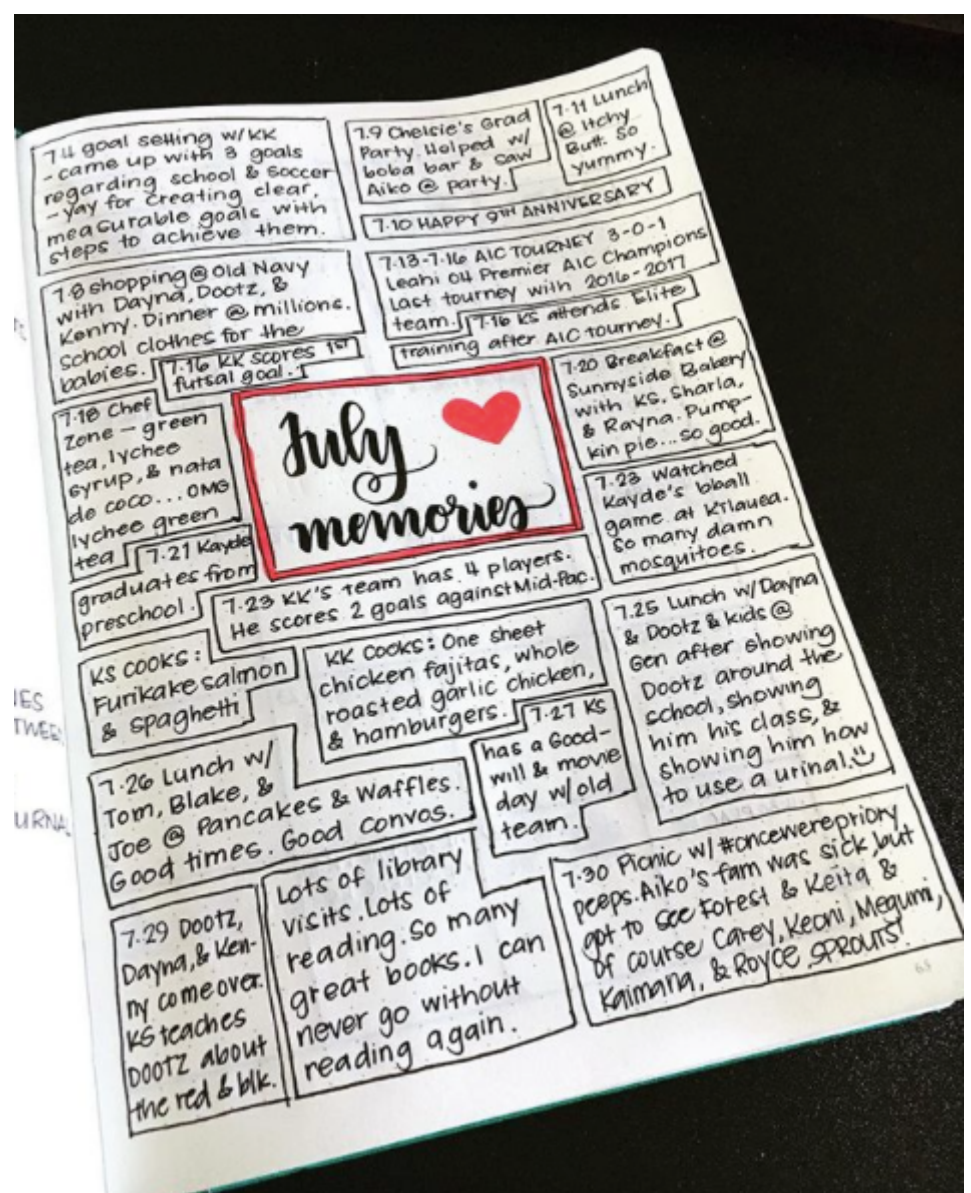 7.4 goal setting w/KK
- came up with 3 goals
regarding school & soccer
- yay for creating clear,
measurable goals with
steps to achieve them.
7.9 Chelsie's Grad
Party. Helped w/
boba bar & saw
Aiko @ party.
7.11 Lunch
@ Itchy
Butt. So
yummy.
7.10 HAPPY 9TH ANNIVERSARY
7.8 shopping @ Old Navy
with Dayna, Dootz, &
Kenny. Dinner @ millions.
School clothes for the
babies.
7.13-7.16 AIC TOURNEY 3-0-1
Leahi 04 Premier AIC Champions
Last tourney with 2016-2017
team.
7.16 KS attends Elite
training after AIC tourney.
7.16 KK scores 1st
futsal goal.
7.18 Chef
Zone - green
tea, lychee
syrup, & nata
de coco... OMG
lychee green
tea
July
memories
7.20 Breakfast @
Sunnyside Bakery
with KS, Sharla,
& Rayna. Pump-
kin pie... so good.
7.23 Watched
Kayde's bball
game at Kilauea.
So many damn
mosquitoes.
7.21 Kayde
graduates from
preschool.
7.23 KK's Team has 4 players.
He scores 2 goals against Mid-Pac.
7.25 Lunch w/Dayna
& Dootz & kids @
Gen after showing
Dootz around the
school, showing
him his class, &
showing him how
to use a urinal.
KS COOKS:
Furikake salmon
& spaghetti
KK COOKS: One sheet
chicken fajitas, whole
roasted garlic chicken,
& hamburgers.
7.27 KS
has a Good-
will & movie
day w/old
team.
7.26 Lunch w/
Tom, Blake, &
Joe @ Pancakes & Waffles.
Good times. Good convos.
7.29 Dootz,
Dayna, & Ken-
ny come over.
KS teaches
DOOTZ about
the red & blk.
Lots of library
visits. Lots of
reading. So many
great books. I can
never go without
reading again.
7.30 Picnic w/ #oncewerepriory
peeps. Aiko's fam was sick, but
got to see Forest & Keita &
of course Carey, Keoni, Megumi,
Kaimana, & Royce SPROUTS!
65